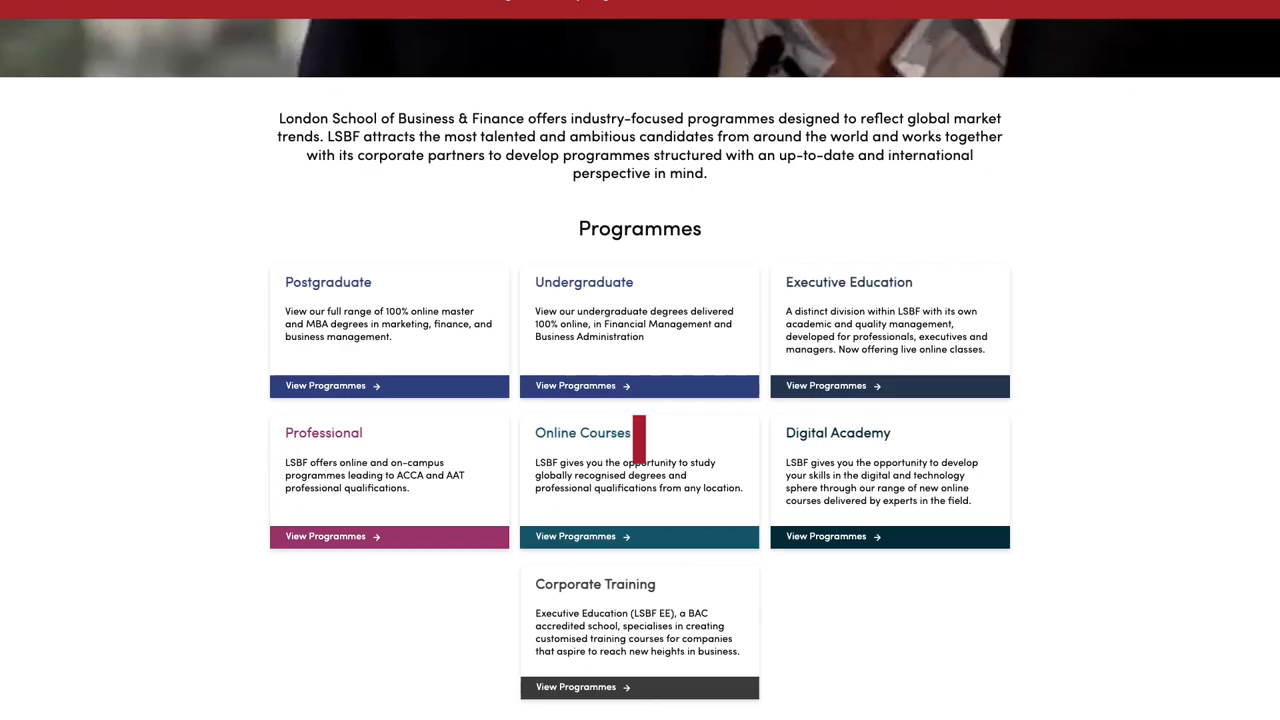 London School of Business & Finance offers industry-focused programmes designed to reflect global market
trends. LSBF attracts the most talented and ambitious candidates from around the world and works together
with its corporate partners to develop programmes structured with an up-to-date and international
perspective in mind.
Programmes
Postgraduate
View our full range of 100% online master
and MBA degrees in marketing, finance, and
business management.
View Programmes →
Undergraduate
View our undergraduate degrees delivered
100% online, in Financial Management and
Business Administration
View Programmes →
Executive Education
A distinct division within LSBF with its own
academic and quality management,
developed for professionals, executives and
managers. Now offering live online classes.
View Programmes →
Professional
LSBF offers online and on-campus
programmes leading to ACCA and AAT
professional qualifications.
View Programmes →
Online Courses
LSBF gives you the opportunity to study
globally recognised degrees and
professional qualifications from any location.
View Programmes →
Digital Academy
LSBF gives you the opportunity to develop
your skills in the digital and technology
sphere through our range of new online
courses delivered by experts in the field.
View Programmes →
Corporate Training
Executive Education (LSBF EE), a BAC
accredited school, specialises in creating
customised training courses for companies
that aspire to reach new heights in business.
View Programmes →